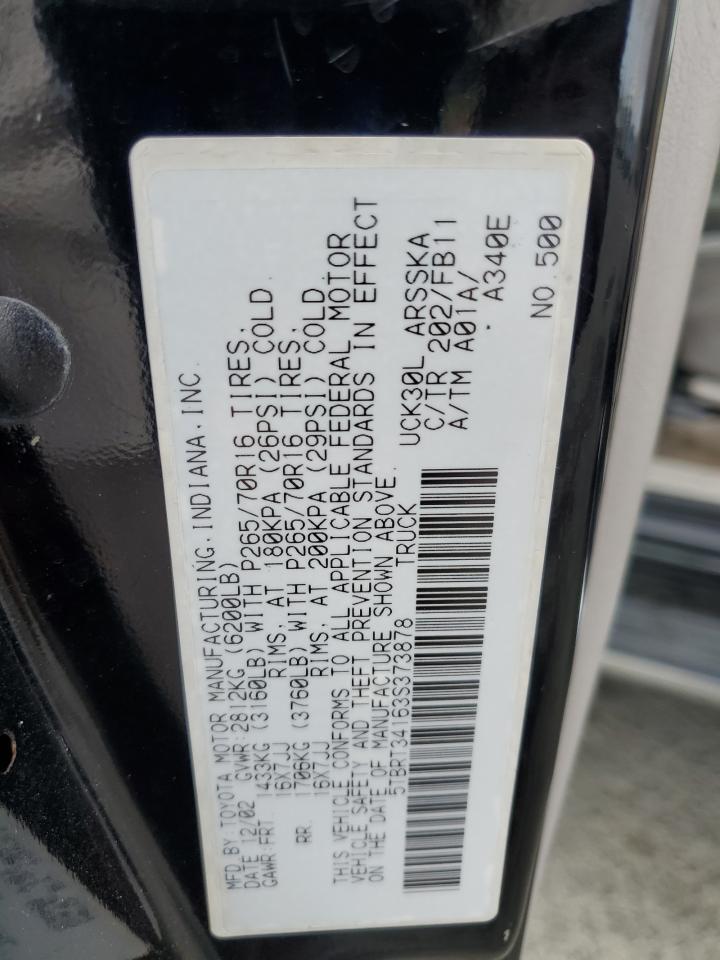 MFD.BY:TOYOTA MOTOR MANUFACTURING.INDIANA.INC.
DATE 12/02 GVWR:2812KG (6200LB)
GAWR:FRT. 1433KG (3160LB) WITH P265/70R16 TIRES,
16X7JJ RIMS, AT 180KPA (26PSI) COLD.
RR. 1706KG (3760LB) WITH P265/70R16 TIRES,
16X7JJ RIMS, AT 200KPA (29PSI) COLD
THIS VEHICLE CONFORMS TO ALL APPLICABLE FEDERAL MOTOR
VEHICLE SAFETY AND THEFT PREVENTION STANDARDS IN EFFECT
ON THE DATE OF MANUFACTURE SHOWN ABOVE.
5TBRT34163S373878 TRUCK
UCK30L ARSSKA
C/TR 202/FB11
A/TM A01A/
A340E
NO.500